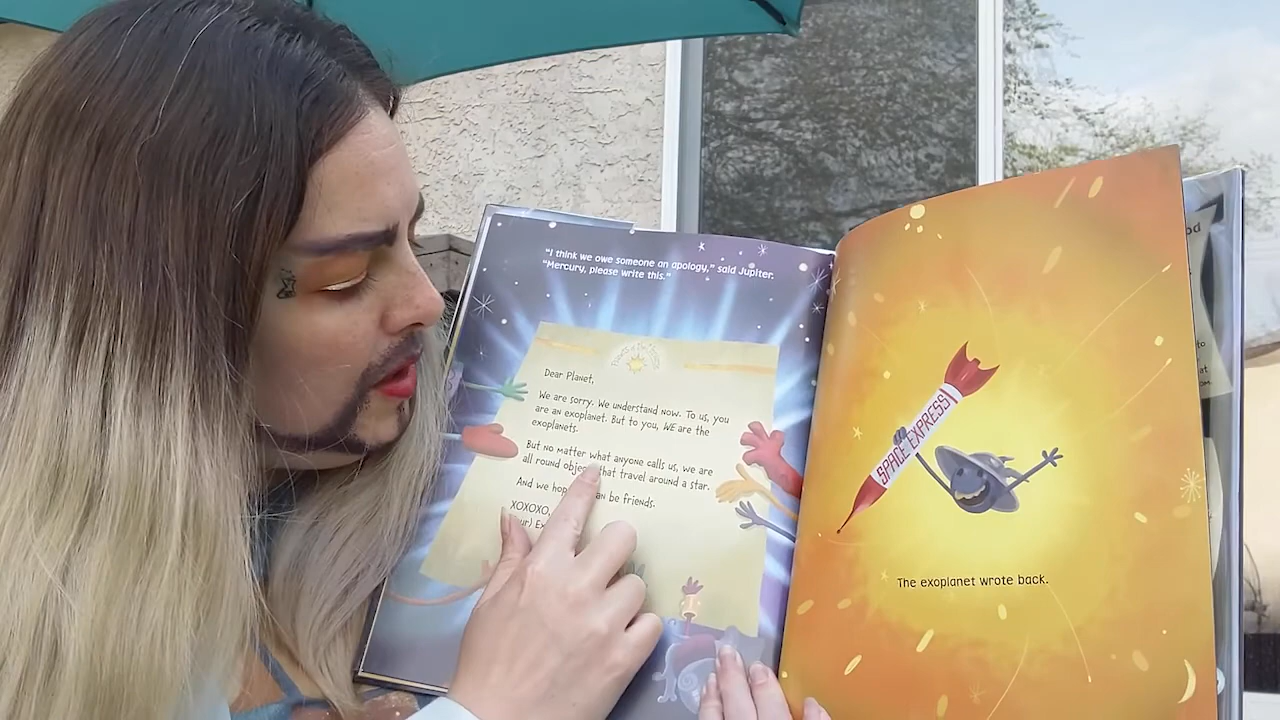 "I think we owe someone an apology," said Jupiter.
"Mercury, please write this."
Dear Planet,
We are sorry. We understand now. To us, you
are an exoplanet. But to you, WE are the
exoplanets.
But no matter what anyone calls us, we are
all round that travel around a star.
And we be friends.
XOXOXO,
SPACE EXPRESS
The exoplanet wrote back.